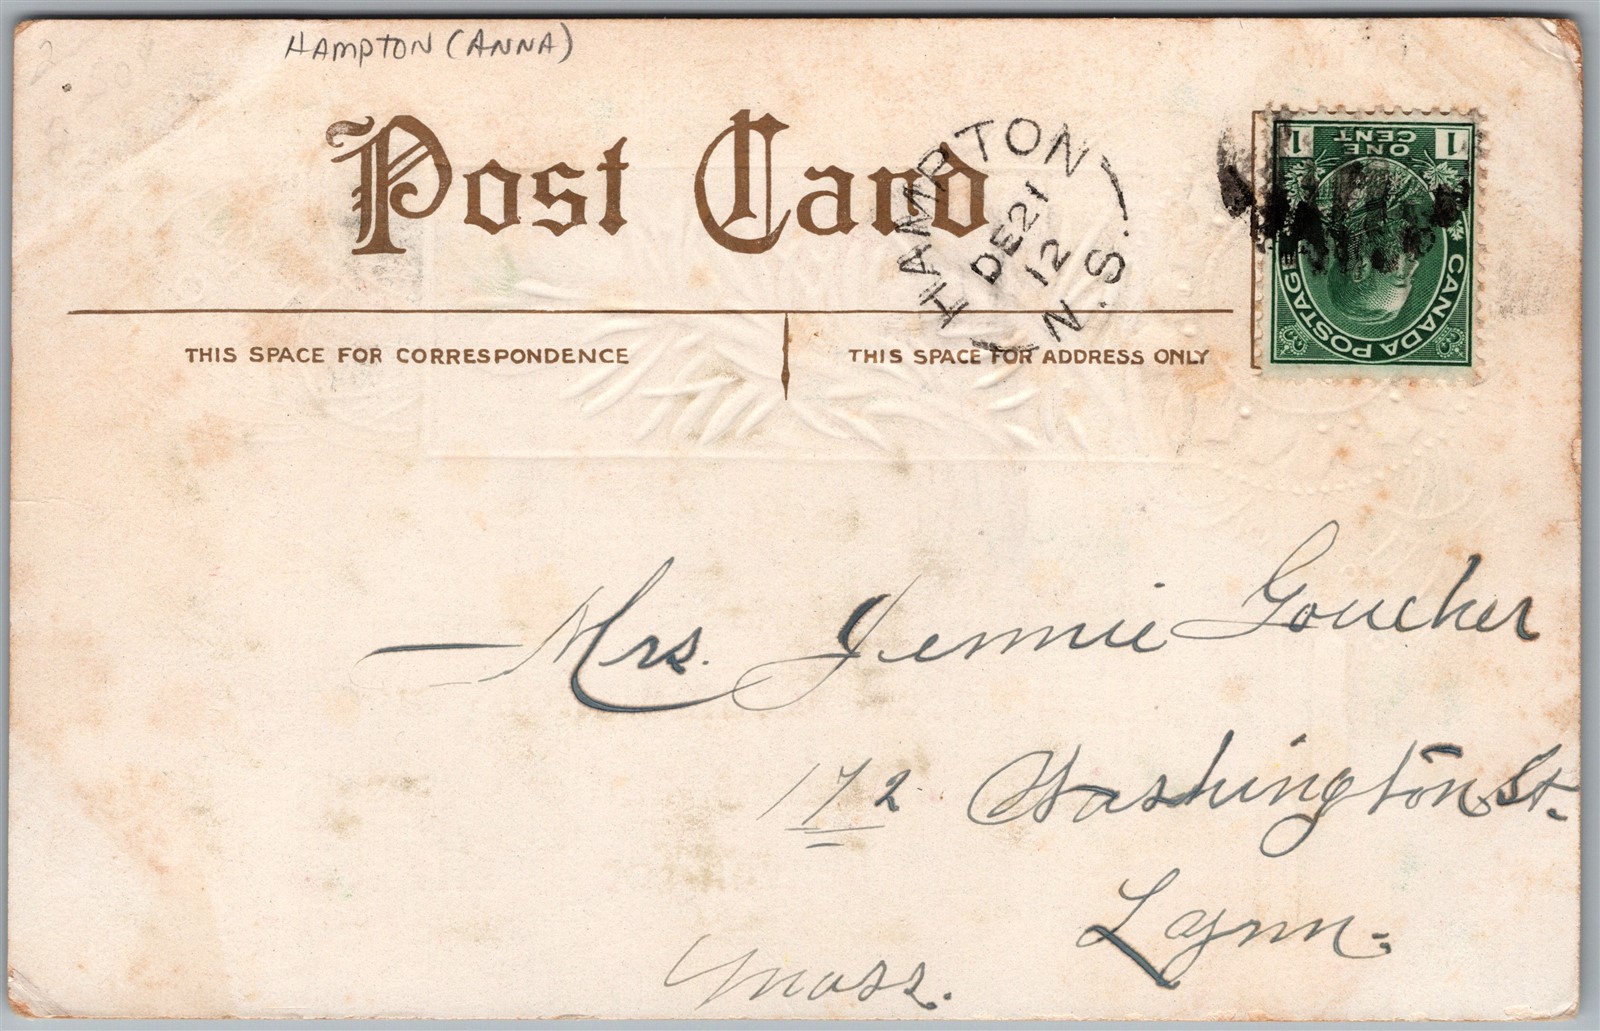 HAMPTON (ANNA)
Post Card
HAMPTON
DE 21
12
N.S.
1 ONE CENT 1
CANADA POSTAGE
THIS SPACE FOR CORRESPONDENCE
THIS SPACE FOR ADDRESS ONLY
Mrs. Jennie Goucher
172 Washington St.
Lynn.
Mass.